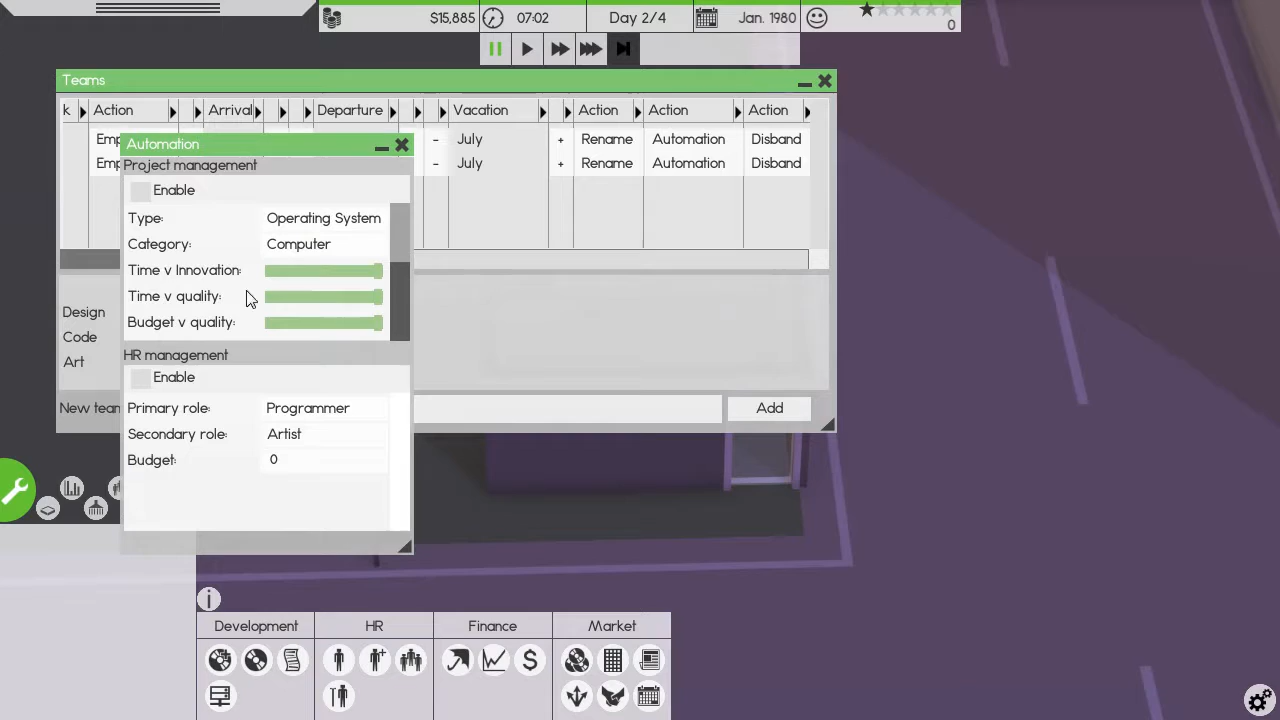 $15,885 07:02 Day 2/4 Jan. 1980
0
Teams
k Action Arrival Departure Vacation Action Action Action
Emp - July + Rename Automation Disband
Emp - July + Rename Automation Disband
Automation
Project management
Enable
Type: Operating System
Category: Computer
Time v Innovation:
Time v quality:
Budget v quality:
HR management
Enable
Primary role: Programmer
Secondary role: Artist
Budget: 0
Design
Code
Art
New team Add
Development HR Finance Market